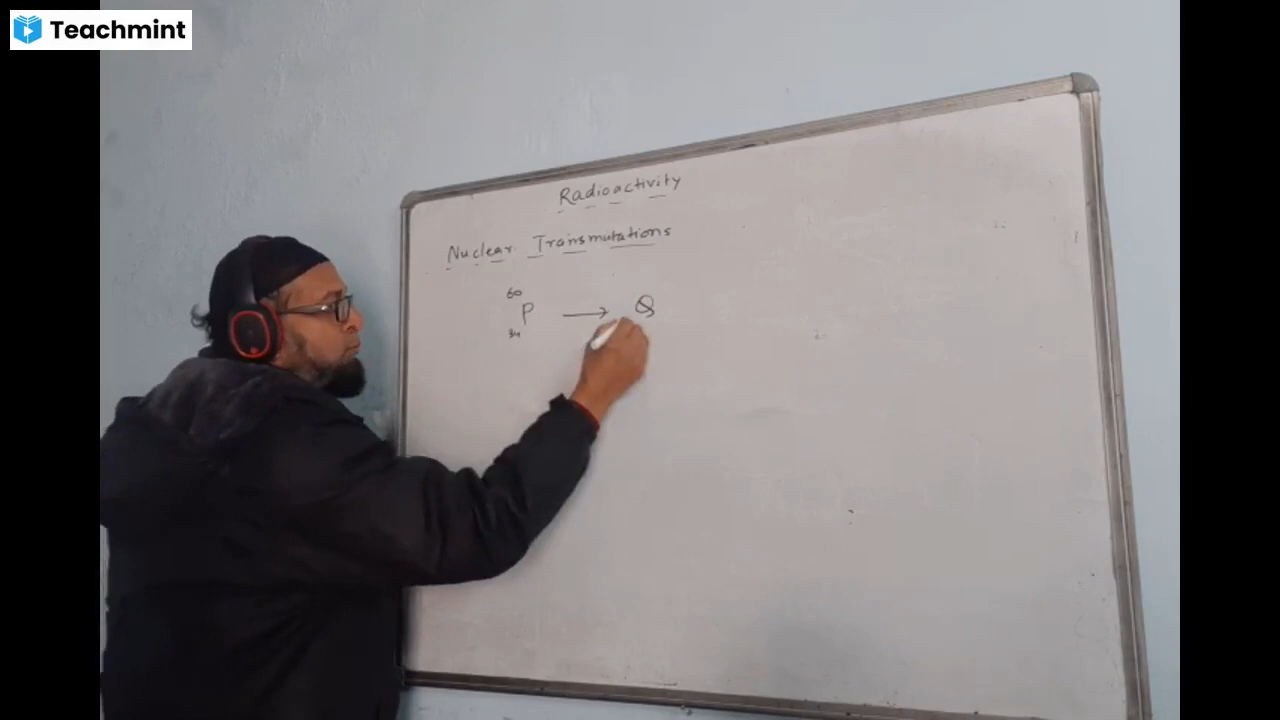 Teachmint
Radioactivity
Nuclear Transmutations
60
P → Q
34